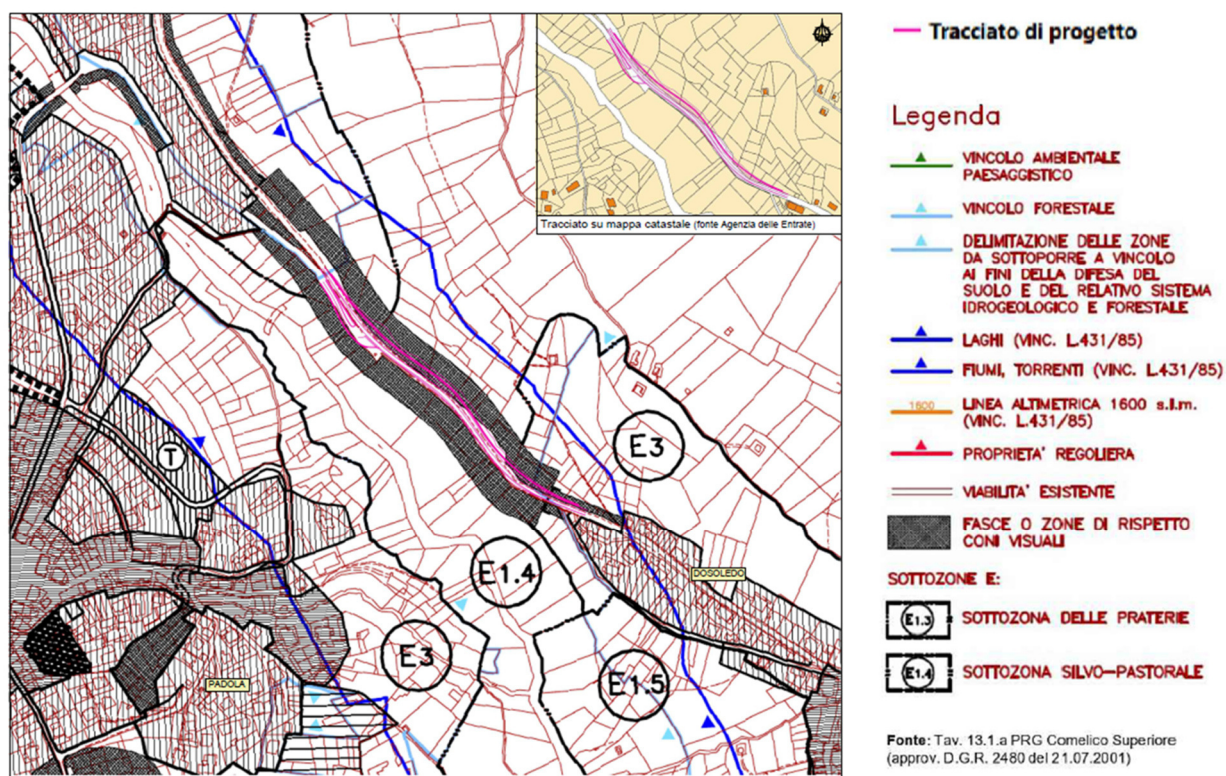 Tracciato su mappa catastale (fonte Agenzia delle Entrate)
E3
T
E1.4
DOSOLEDO
E3
E1.5
PADOLA
Tracciato di progetto
Legenda
VINCOLO AMBIENTALE
PAESAGGISTICO
VINCOLO FORESTALE
DELIMITAZIONE DELLE ZONE
DA SOTTOPORRE A VINCOLO
AI FINI DELLA DIFESA DEL
SUOLO E DEL RELATIVO SISTEMA
IDROGEOLOGICO E FORESTALE
LAGHI (VINC. L.431/85)
FIUMI, TORRENTI (VINC. L.431/85)
1600
LINEA ALTIMETRICA 1600 s.l.m.
(VINC. L.431/85)
PROPRIETA' REGOLIERA
VIABILITA' ESISTENTE
FASCE O ZONE DI RISPETTO
CONI VISUALI
SOTTOZONE E:
E1.3
SOTTOZONA DELLE PRATERIE
E1.4
SOTTOZONA SILVO-PASTORALE
Fonte: Tav. 13.1.a PRG Comelico Superiore
(approv. D.G.R. 2480 del 21.07.2001)